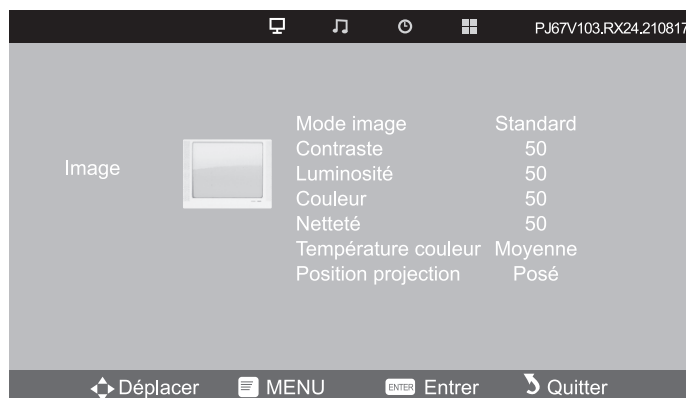 PJ67V103.RX24.210817
Image
Mode image Standard
Contraste 50
Luminosité 50
Couleur 50
Netteté 50
Température couleur Moyenne
Position projection Posé
Déplacer MENU ENTER Entrer Quitter